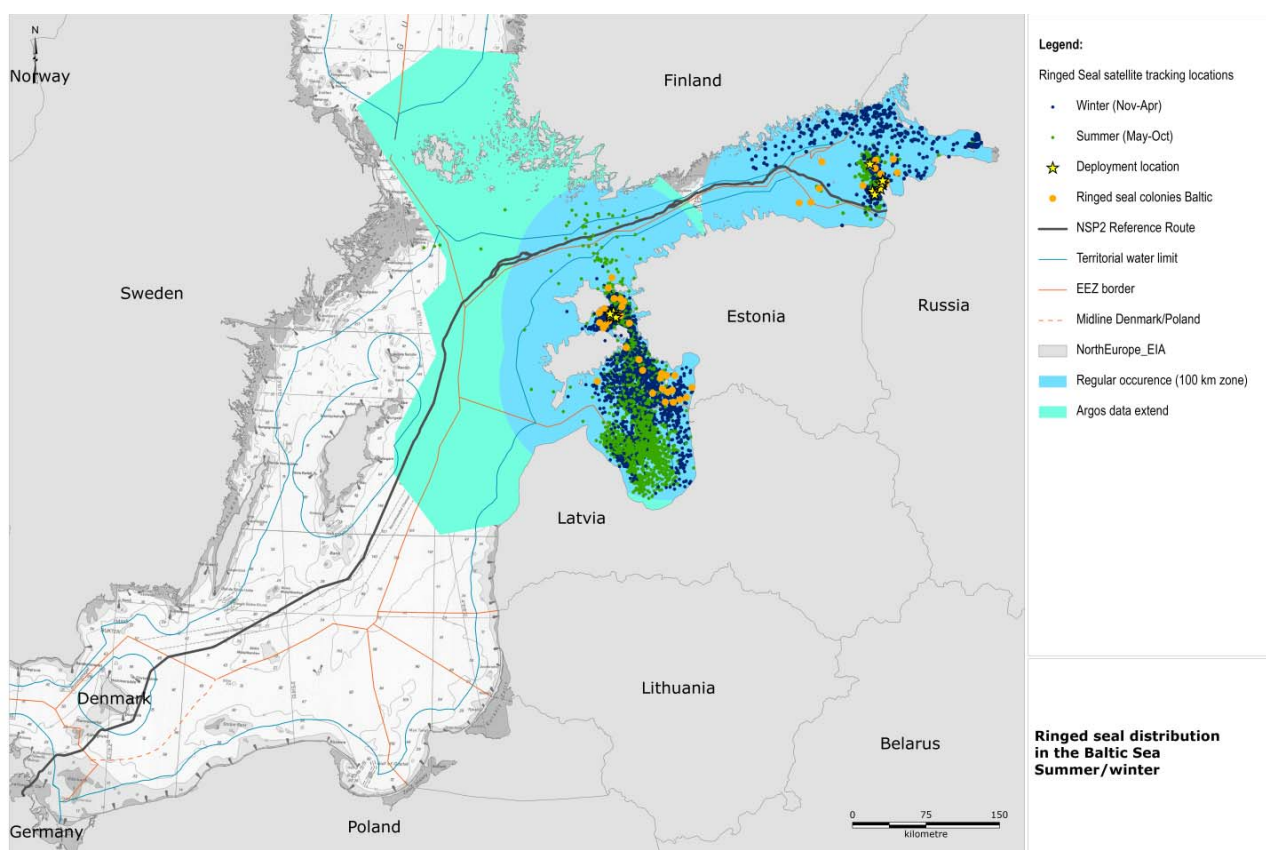 N
Norway
Finland
Sweden
Estonia
Russia
Latvia
Lithuania
Denmark
Belarus
Germany
Poland
0 75 150
kilometre
Legend:
Ringed Seal satellite tracking locations
Winter (Nov-Apr)
Summer (May-Oct)
Deployment location
Ringed seal colonies Baltic
NSP2 Reference Route
Territorial water limit
EEZ border
Midline Denmark/Poland
NorthEurope_EIA
Regular occurence (100 km zone)
Argos data extend
Ringed seal distribution
in the Baltic Sea
Summer/winter